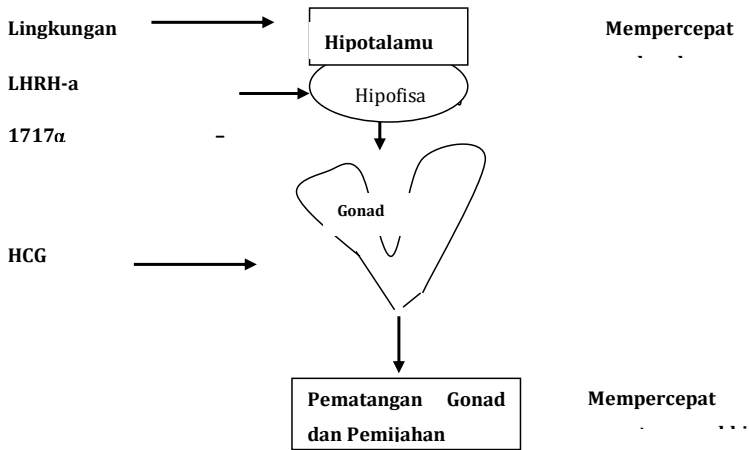 Lingkungan
Hipotalamu
Mempercepat
LHRH-a
Hipofisa
1717α –
Gonad
HCG
Pematangan Gonad
dan Pemijahan
Mempercepat